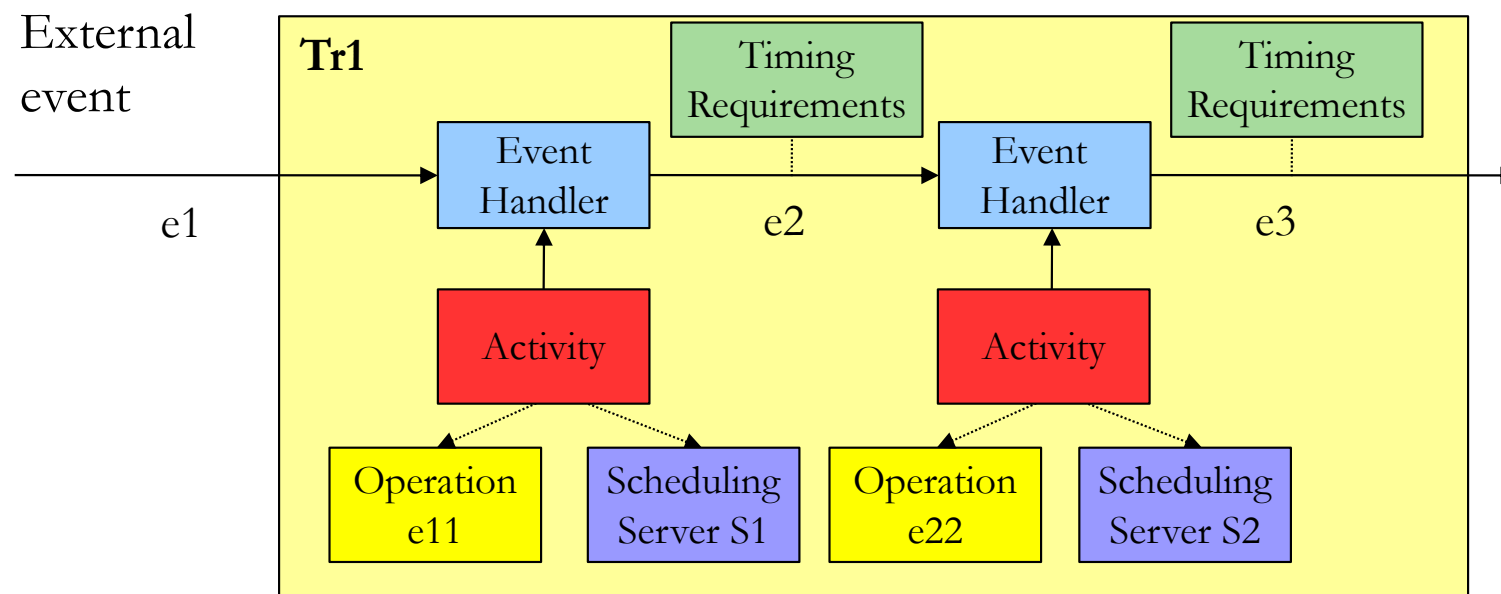 External
event
Tr1
Timing
Requirements
Timing
Requirements
Event
Handler
Event
Handler
e1
e2
e3
Activity
Activity
Operation
e11
Scheduling
Server S1
Operation
e22
Scheduling
Server S2